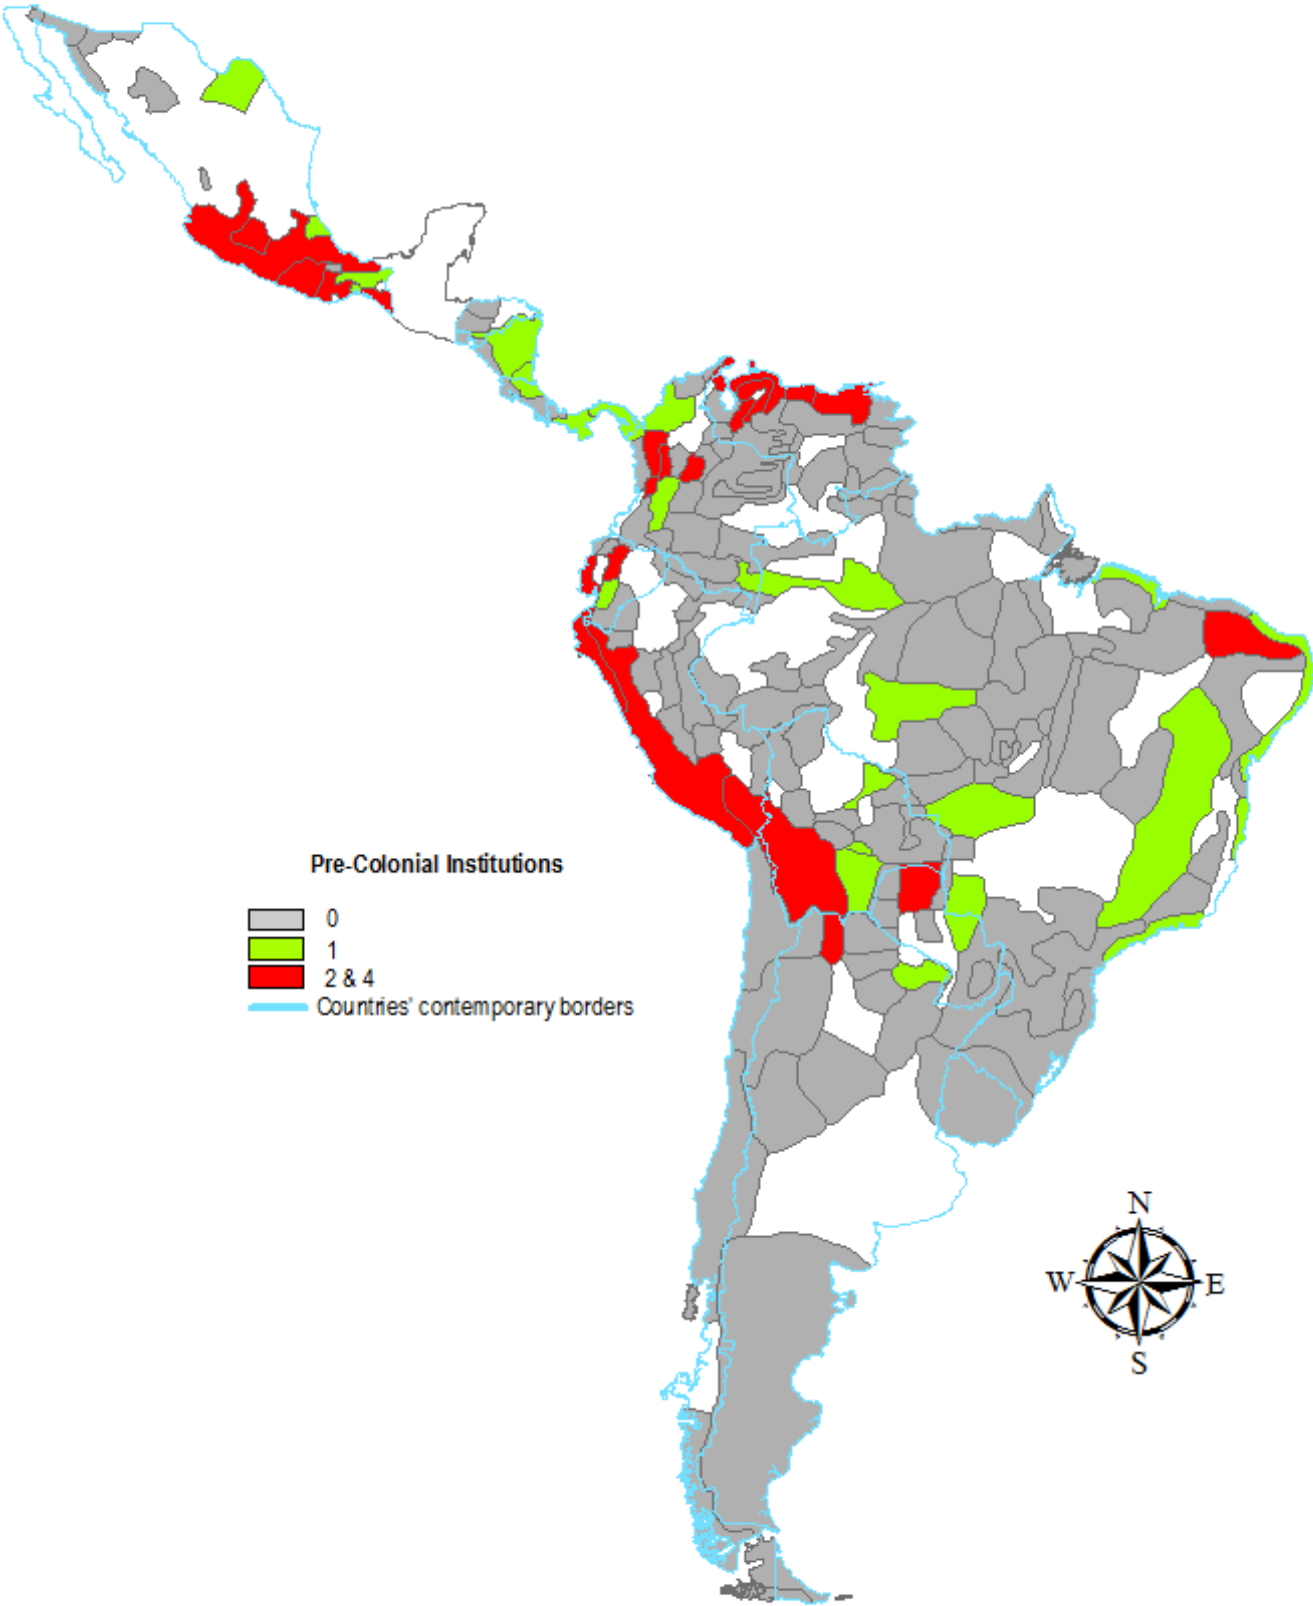 Pre-Colonial Institutions
0
1
2 & 4
Countries' contemporary borders
N
W E
S